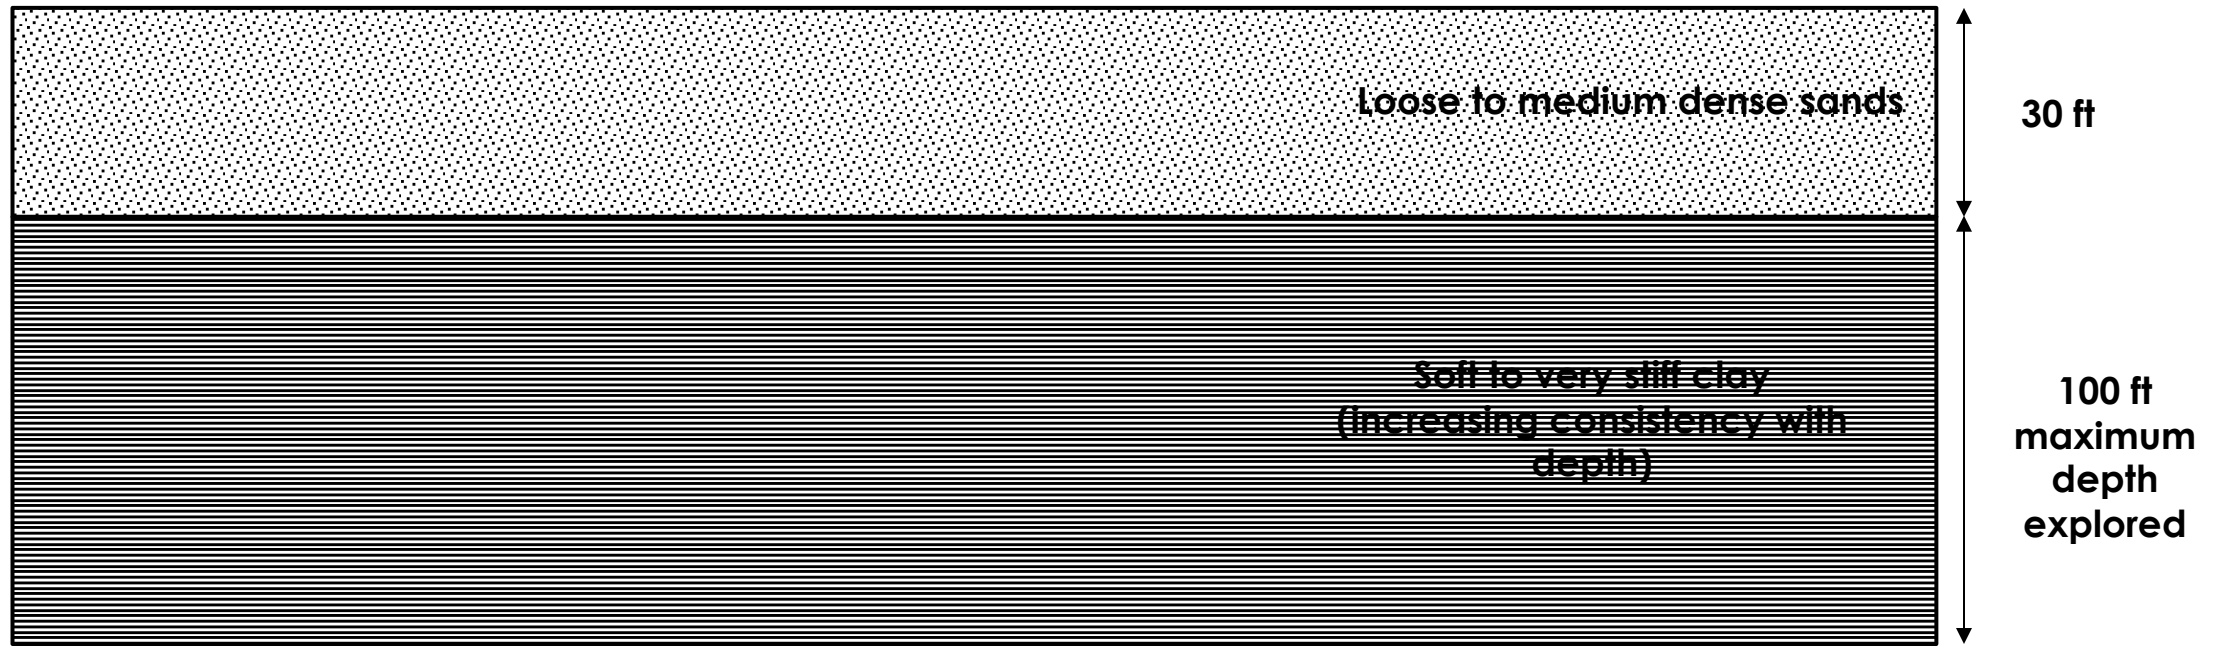 Loose to medium dense sands
30 ft
Soft to very stiff clay
(increasing consistency with
depth)
100 ft
maximum
depth
explored